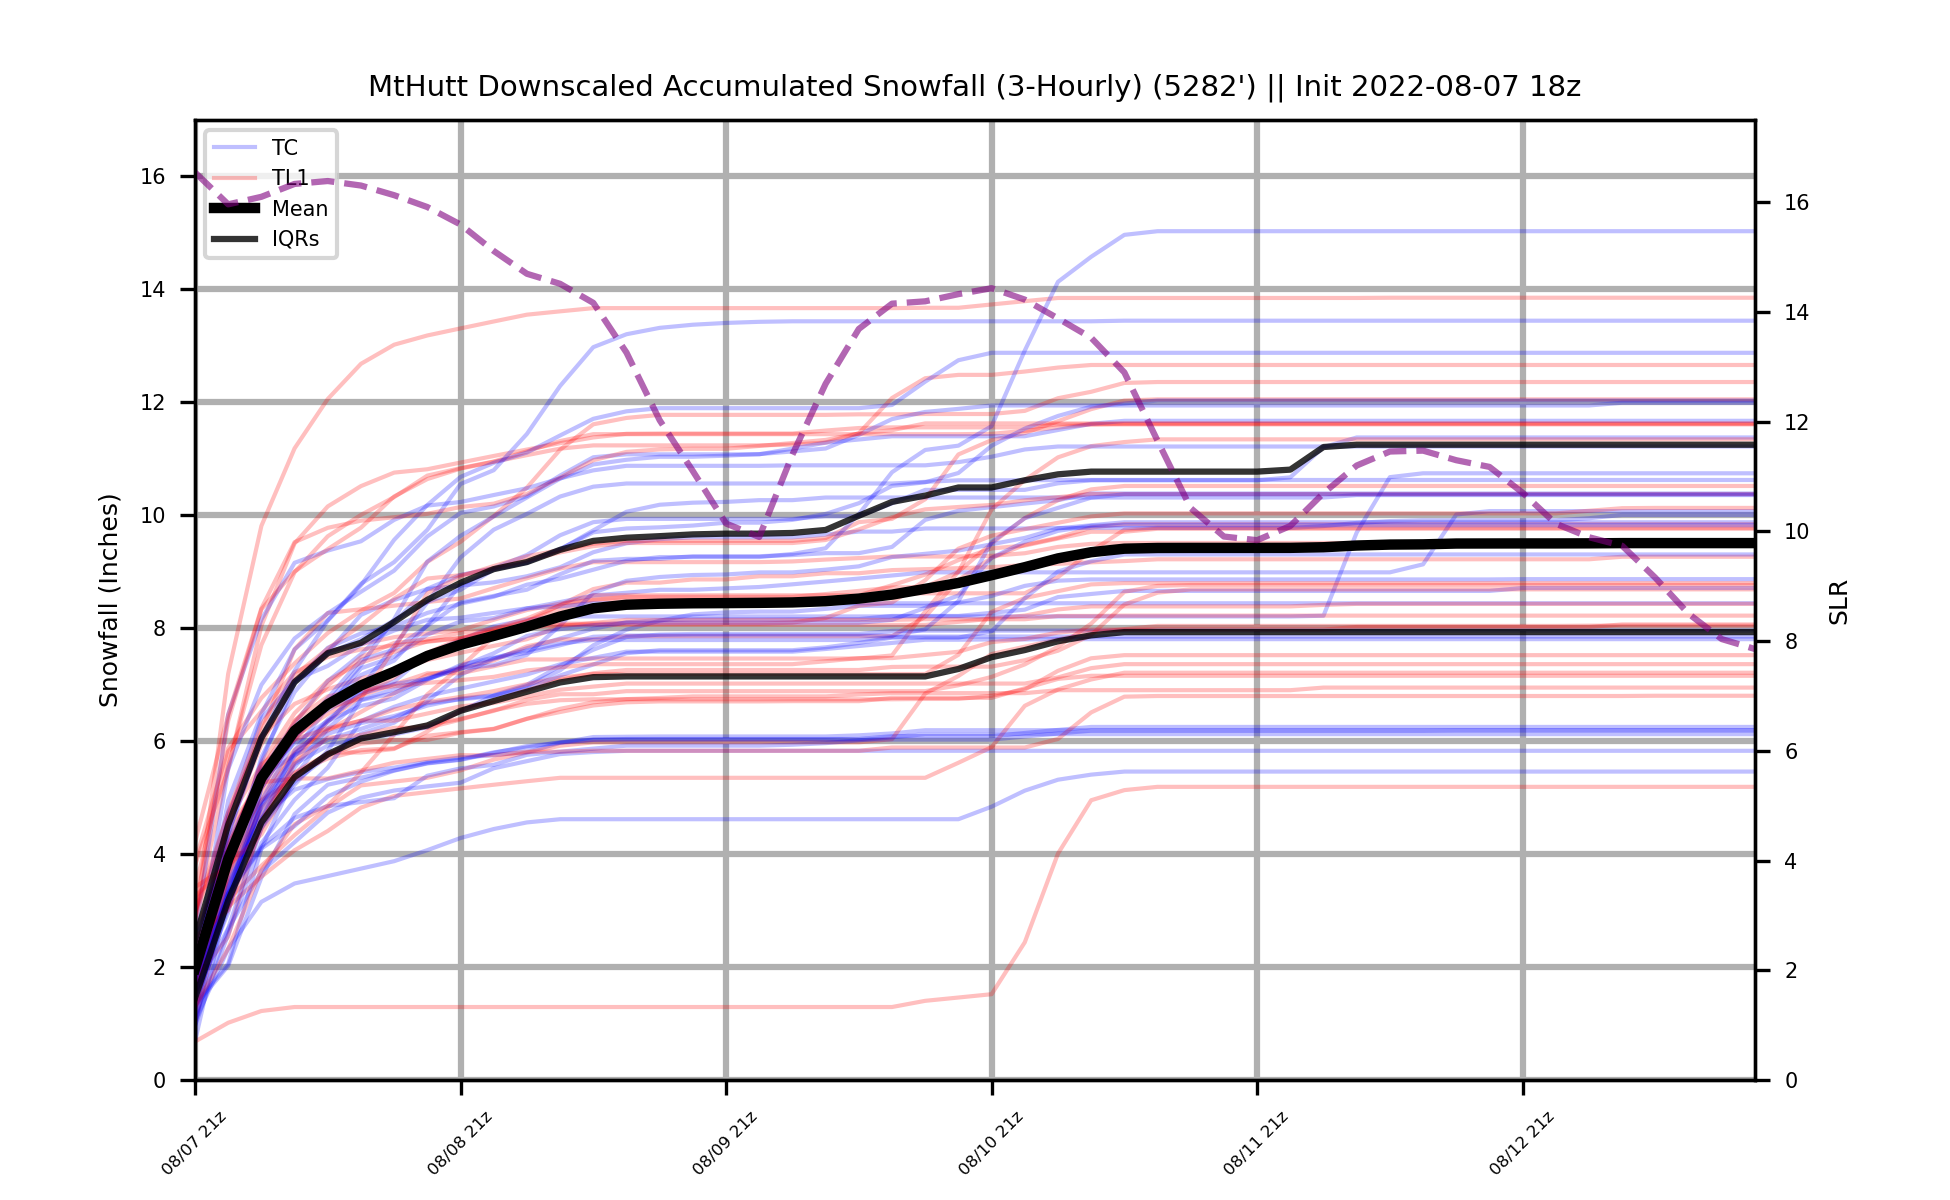 MtHutt Downscaled Accumulated Snowfall (3-Hourly) (5282') || Init 2022-08-07 18z
TC
TL1
Mean
IQRs
16
14
12
10
8
6
4
2
0
Snowfall (Inches)
16
14
12
10
8
6
4
2
0
SLR
08/07 21z
08/08 21z
08/09 21z
08/10 21z
08/11 21z
08/12 21z